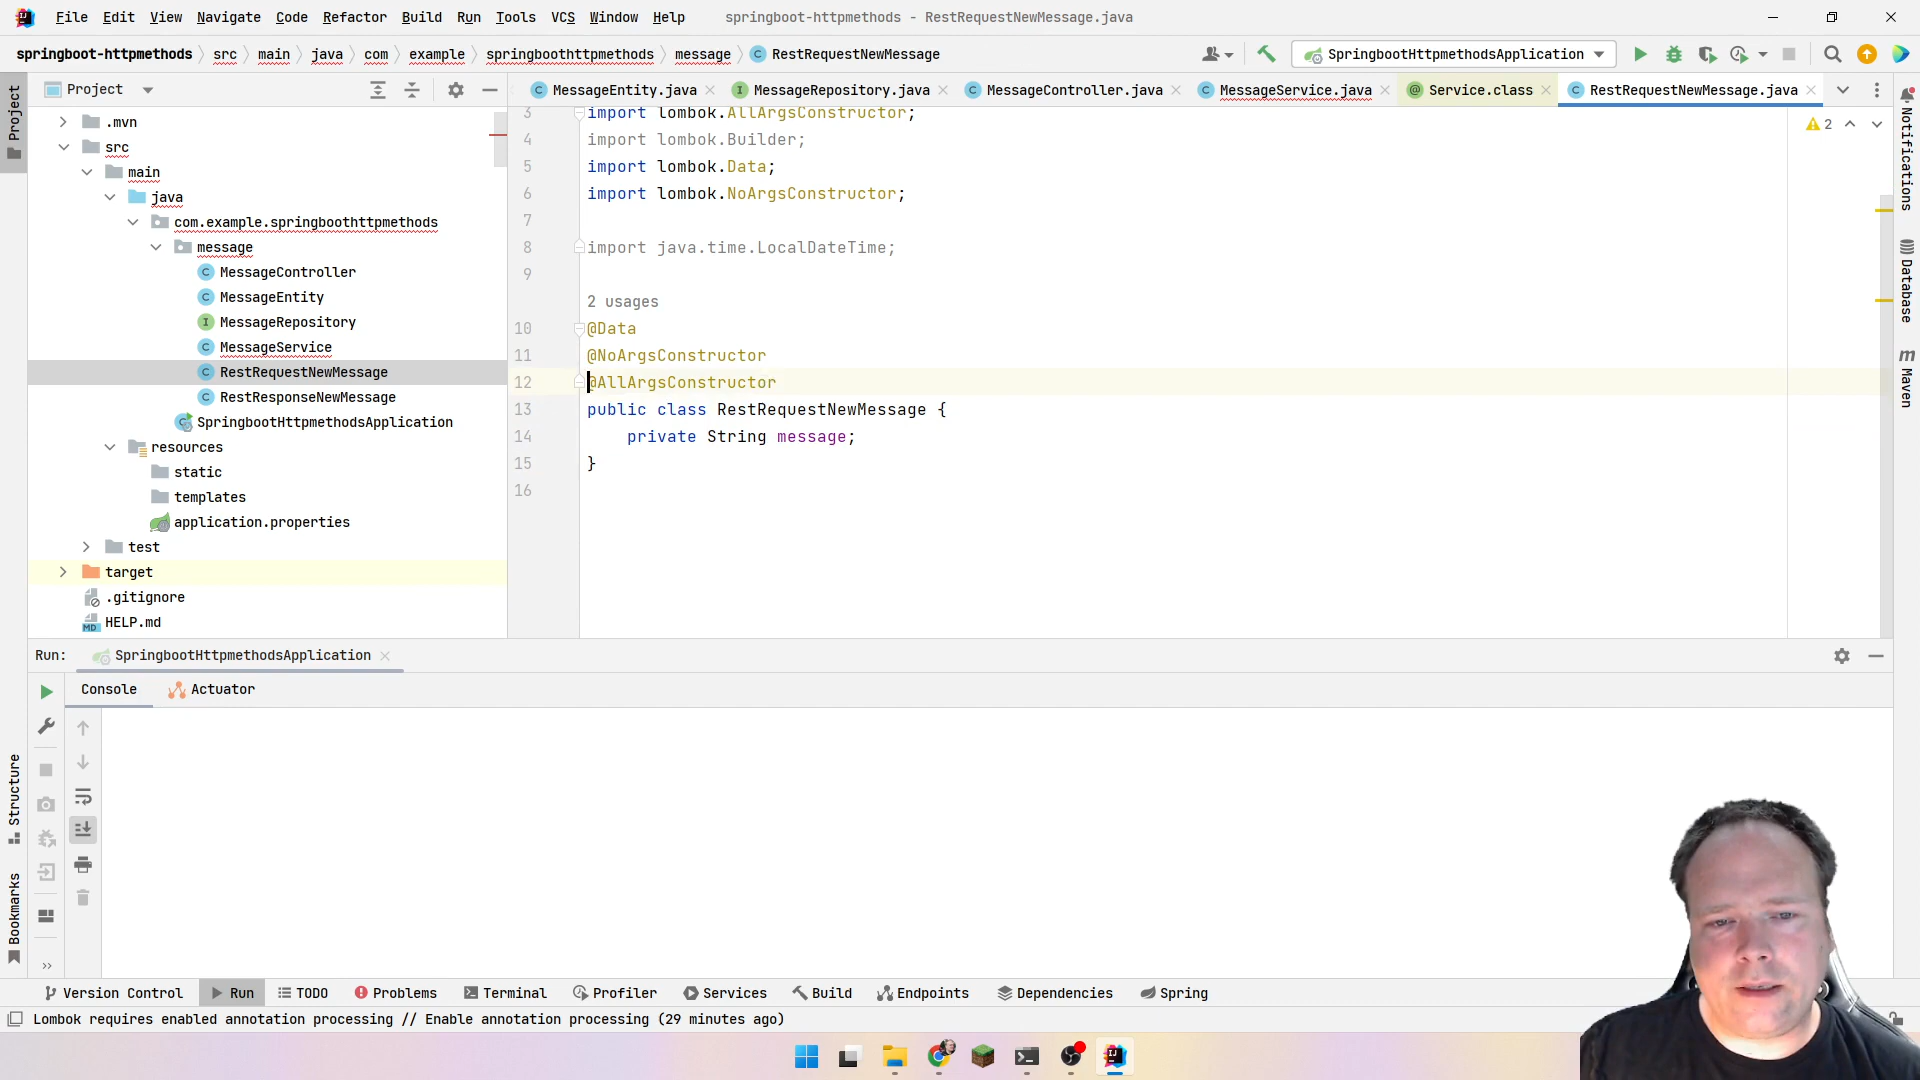 File Edit View Navigate Code Refactor Build Run Tools VCS Window Help springboot-httpmethods - RestRequestNewMessage.java
springboot-httpmethods src main java com example springboothttpmethods message RestRequestNewMessage SpringbootHttpmethodsApplication
Project
MessageEntity.java MessageRepository.java MessageController.java MessageService.java Service.class RestRequestNewMessage.java
Project
.mvn
src
main
java
com.example.springboothttpmethods
message
MessageController
MessageEntity
MessageRepository
MessageService
RestRequestNewMessage
RestResponseNewMessage
SpringbootHttpmethodsApplication
resources
static
templates
application.properties
test
target
.gitignore
HELP.md
3 import lombok.AllArgsConstructor;
4 import lombok.Builder;
5 import lombok.Data;
6 import lombok.NoArgsConstructor;
7
8 import java.time.LocalDateTime;
9
2 usages
10 @Data
11 @NoArgsConstructor
12 @AllArgsConstructor
13 public class RestRequestNewMessage {
14 private String message;
15 }
16
2
Notifications
Database
Maven
Run: SpringbootHttpmethodsApplication
Console Actuator
Structure
Bookmarks
Version Control Run TODO Problems Terminal Profiler Services Build Endpoints Dependencies Spring
Lombok requires enabled annotation processing // Enable annotation processing (29 minutes ago)